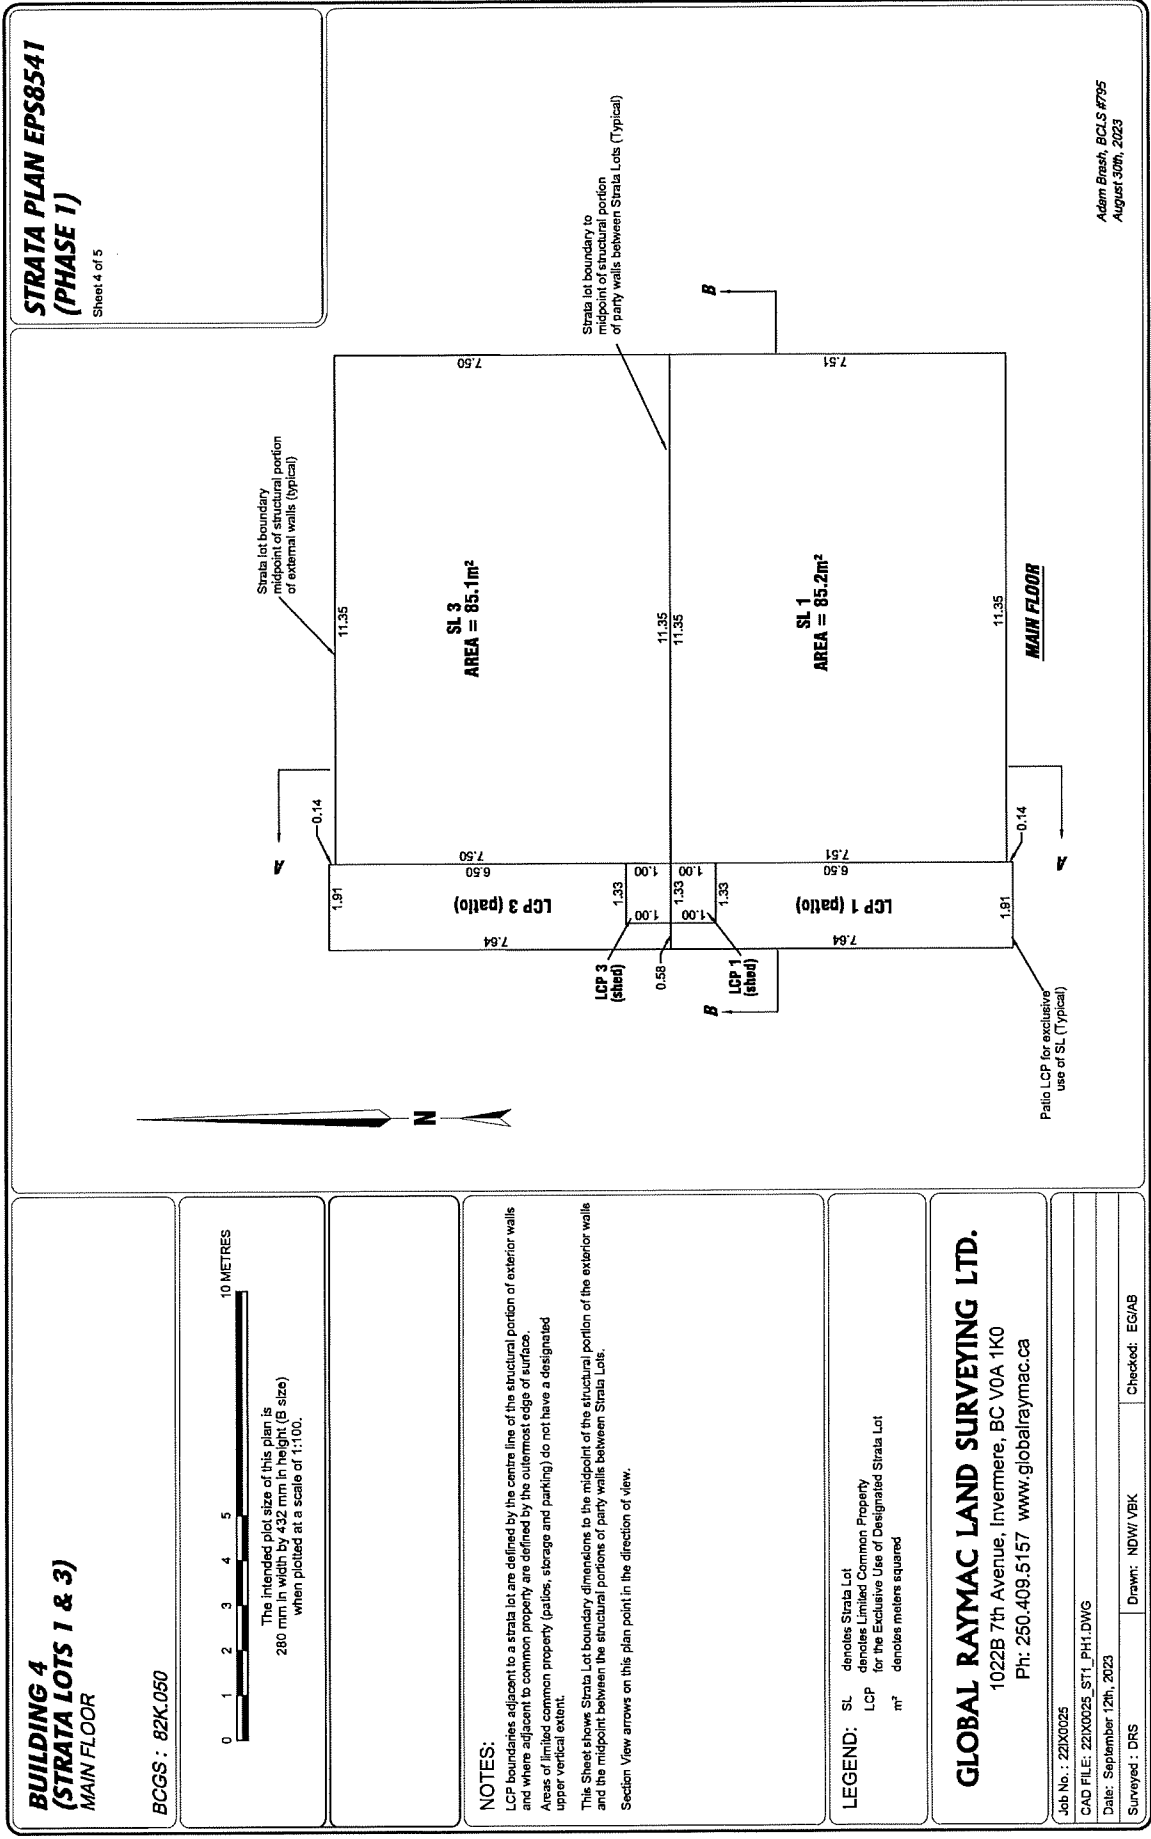 BUILDING 4
(STRATA LOTS 1 & 3)
MAIN FLOOR
BCGS : 82K.050
0 1 2 3 4 5 10 METRES
The intended plot size of this plan is
280 mm in width by 432 mm in height (B size)
when plotted at a scale of 1:100.
NOTES:
LCP boundaries adjacent to a strata lot are defined by the centre line of the structural portion of exterior walls
and where adjacent to common property are defined by the outermost edge of surface.
Areas of limited common property (patios, storage and parking) do not have a designated
upper vertical extent.
This Sheet shows Strata Lot boundary dimensions to the midpoint of the structural portion of the exterior walls
and the midpoint between the structural portions of party walls between Strata Lots.
Section View arrows on this plan point in the direction of view.
LEGEND:
SL denotes Strata Lot
LCP denotes Limited Common Property
for the Exclusive Use of Designated Strata Lot
m² denotes meters squared
GLOBAL RAYMAC LAND SURVEYING LTD.
1022B 7th Avenue, Invermere, BC V0A 1K0
Ph: 250.409.5157 www.globalraymac.ca
Job No. : 22IX0025
CAD FILE: 22IX0025_ST1_PH1.DWG
Date: September 12th, 2023
Surveyed : DRS
Drawn: NDW/ VBK
Checked: EG/AB
STRATA PLAN EPS8541
(PHASE 1)
Sheet 4 of 5
N
Strata lot boundary
midpoint of structural portion
of external walls (typical)
A
0.14
1.91
11.35
7.50
7.50
6.50
LCP 3 (patio)
7.64
SL 3
AREA = 85.1m²
1.33
1.00
1.00
LCP 3
(shed)
0.58
1.33
11.35
11.35
Strata lot boundary to
midpoint of structural portion
of party walls between Strata Lots (Typical)
1.00
1.00
1.33
LCP 1
(shed)
B
B
7.51
7.51
6.50
LCP 1 (patio)
7.64
SL 1
AREA = 85.2m²
1.91
11.35
0.14
A
MAIN FLOOR
Patio LCP for exclusive
use of SL (Typical)
Adam Brash, BCLS #795
August 30th, 2023